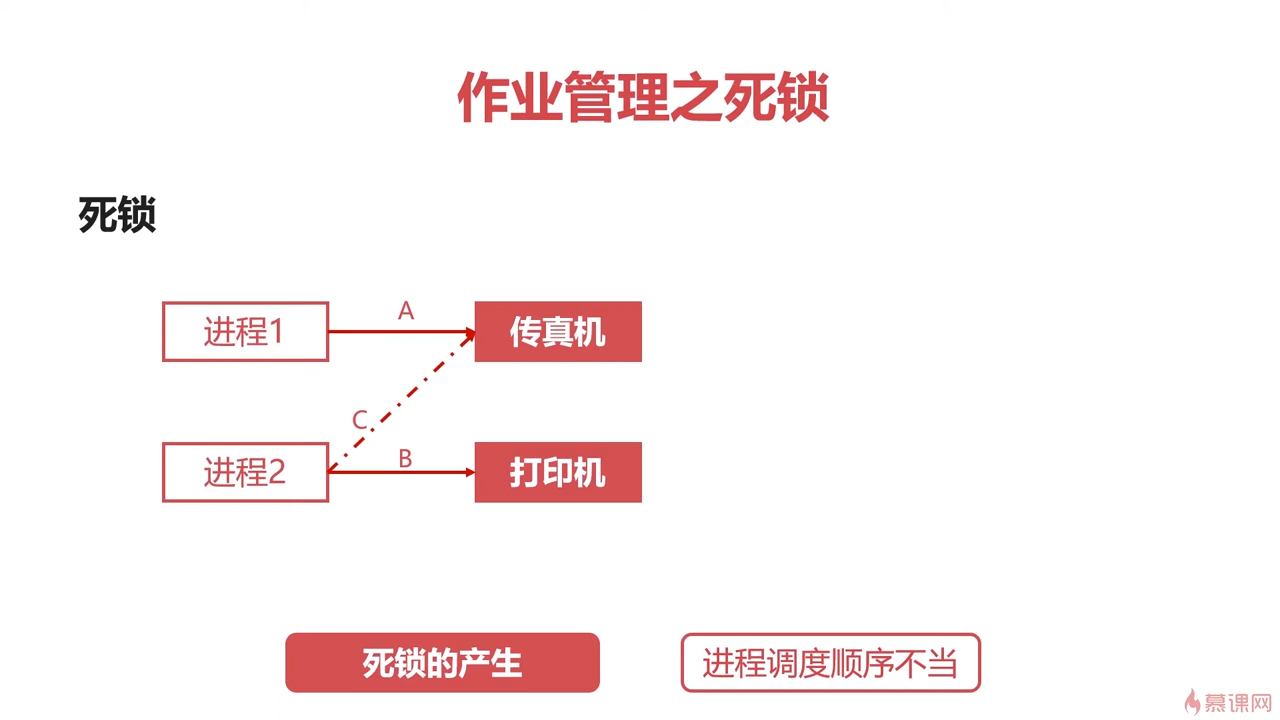 作业管理之死锁
死锁
进程1
A
传真机
C
进程2
B
打印机
死锁的产生
进程调度顺序不当
慕课网